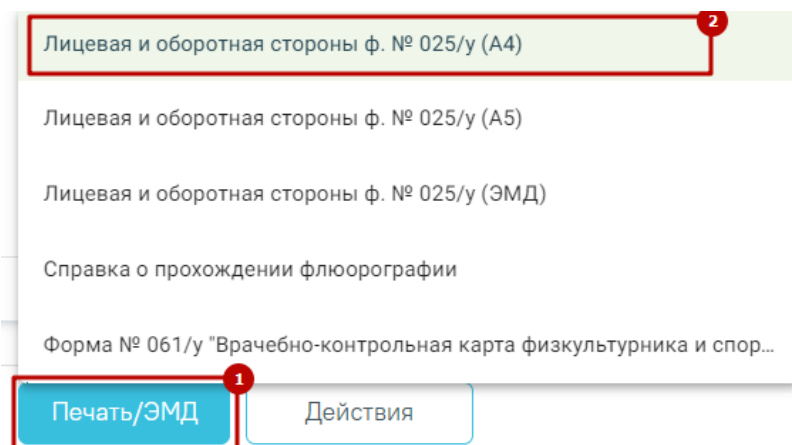 2
Лицевая и оборотная стороны ф. № 025/у (А4)
Лицевая и оборотная стороны ф. № 025/у (А5)
Лицевая и оборотная стороны ф. № 025/у (ЭМД)
Справка о прохождении флюорографии
Форма № 061/у "Врачебно-контрольная карта физкультурника и спор...
1
Печать/ЭМД
Действия